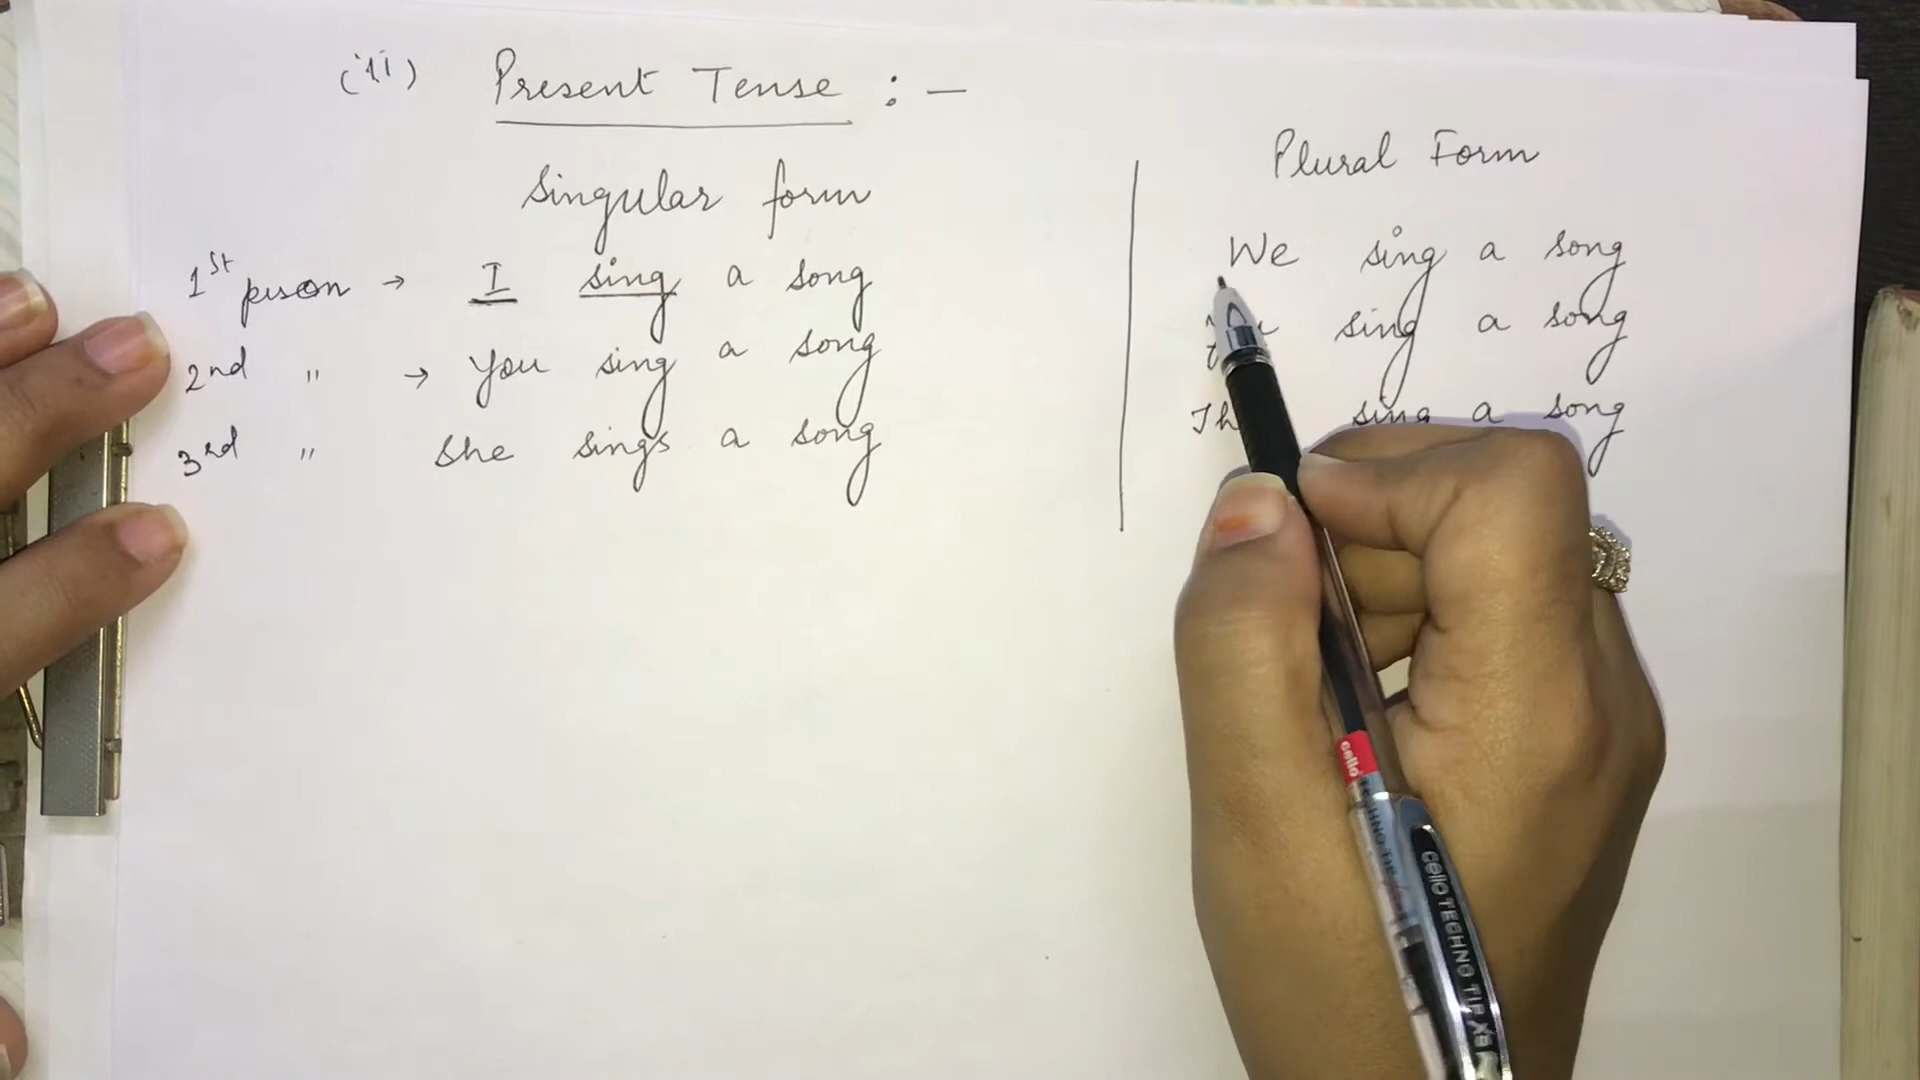 (ii) Present Tense : –
Singular form
1st person → I sing a song
2nd " → You sing a song
3rd " She sings a song
Plural Form
We sing a song
sing a song
sing a song
cello
cello TECHNO TIP